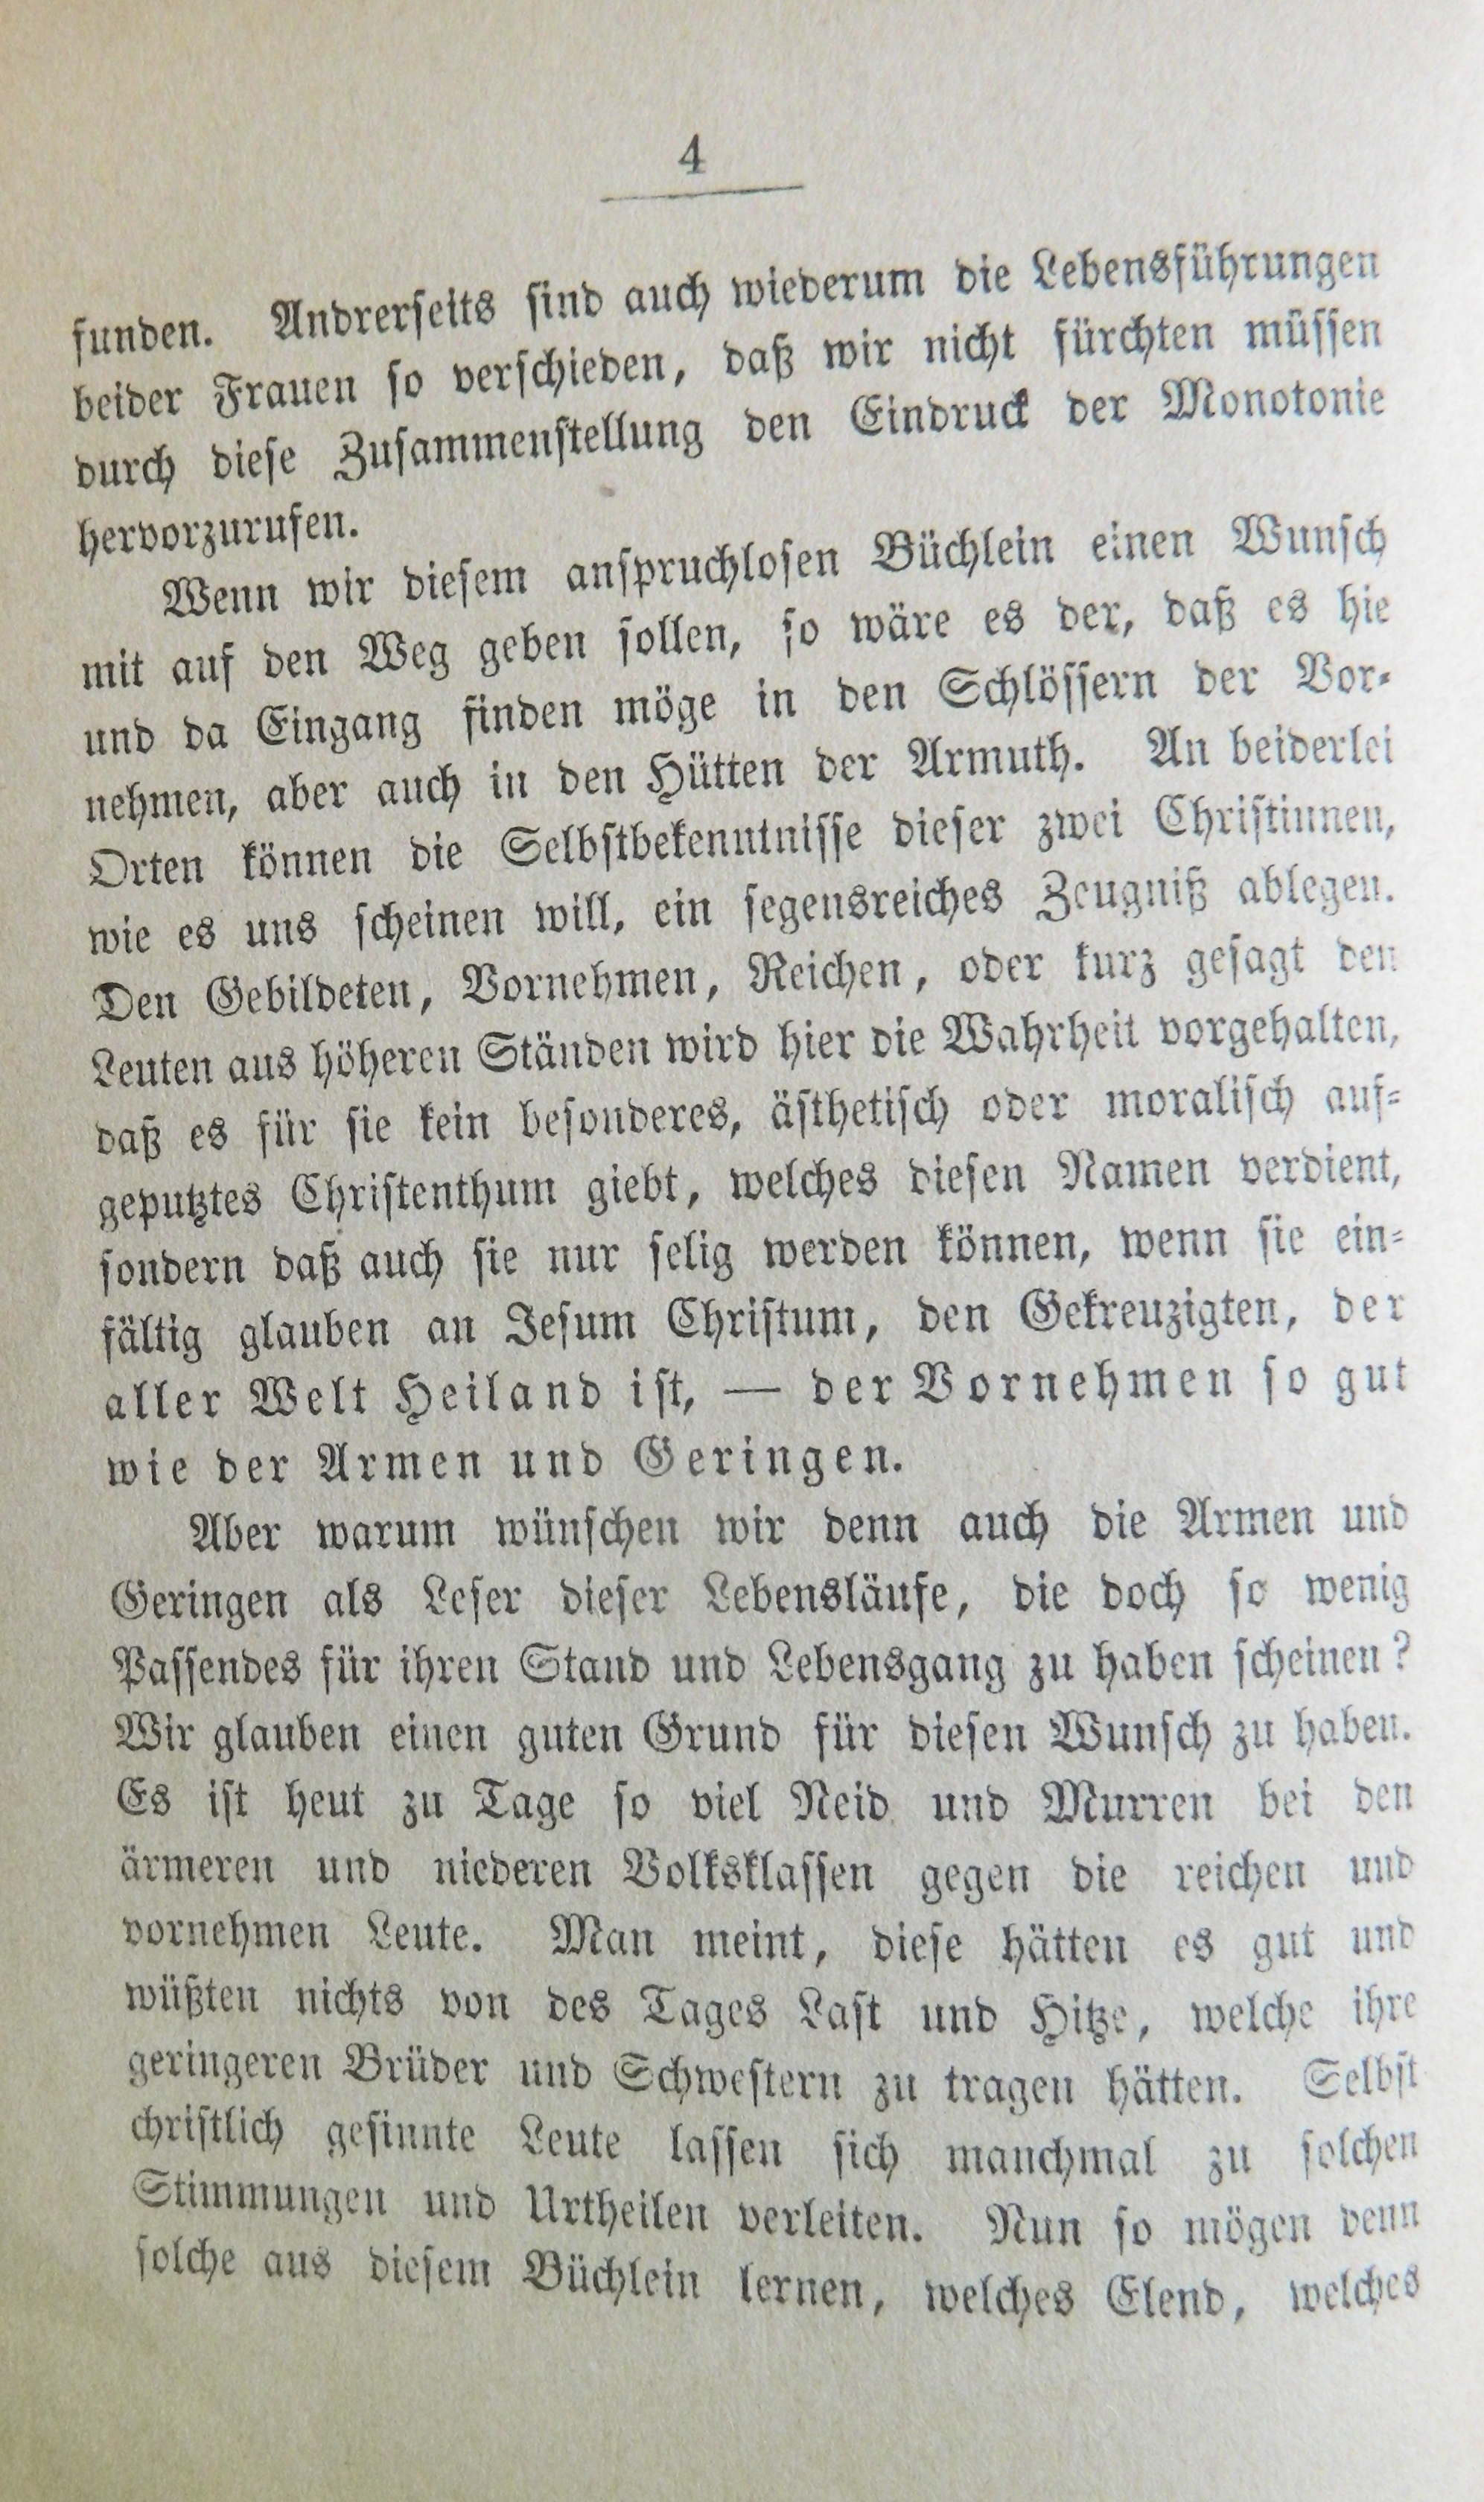 4
funden. Andrerseits sind auch wiederum die Lebensführungen
beider Frauen so verschieden, daß wir nicht fürchten müssen
durch diese Zusammenstellung den Eindruck der Monotonie
hervorzurufen.
Wenn wir diesem anspruchlosen Büchlein einen Wunsch
mit auf den Weg geben sollen, so wäre es der, daß es hie
und da Eingang finden möge in den Schlössern der Vor-
nehmen, aber auch in den Hütten der Armuth. An beiderlei
Orten können die Selbstbekenntnisse dieser zwei Christinnen,
wie es uns scheinen will, ein segensreiches Zeugniß ablegen.
Den Gebildeten, Vornehmen, Reichen, oder kurz gesagt den
Leuten aus höheren Ständen wird hier die Wahrheit vorgehalten,
daß es für sie kein besonderes, ästhetisch oder moralisch auf-
geputztes Christenthum giebt, welches diesen Namen verdient,
sondern daß auch sie nur selig werden können, wenn sie ein-
fältig glauben an Jesum Christum, den Gekreuzigten, der
aller Welt Heiland ist, — der Vornehmen so gut
wie der Armen und Geringen.
Aber warum wünschen wir denn auch die Armen und
Geringen als Leser dieser Lebensläufe, die doch so wenig
Passendes für ihren Stand und Lebensgang zu haben scheinen?
Wir glauben einen guten Grund für diesen Wunsch zu haben.
Es ist heut zu Tage so viel Neid und Murren bei den
ärmeren und niederen Volksklassen gegen die reichen und
vornehmen Leute. Man meint, diese hätten es gut und
wüßten nichts von des Tages Last und Hitze, welche ihre
geringeren Brüder und Schwestern zu tragen hätten. Selbst
christlich gesinnte Leute lassen sich manchmal zu solchen
Stimmungen und Urtheilen verleiten. Nun so mögen denn
solche aus diesem Büchlein lernen, welches Elend, welches